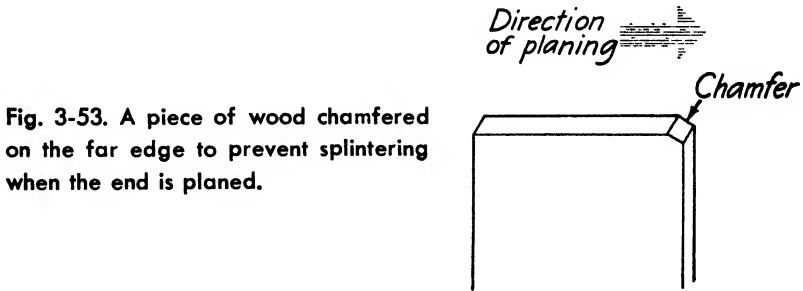 Direction
of planing
Chamfer
Fig. 3-53. A piece of wood chamfered
on the far edge to prevent splintering
when the end is planed.